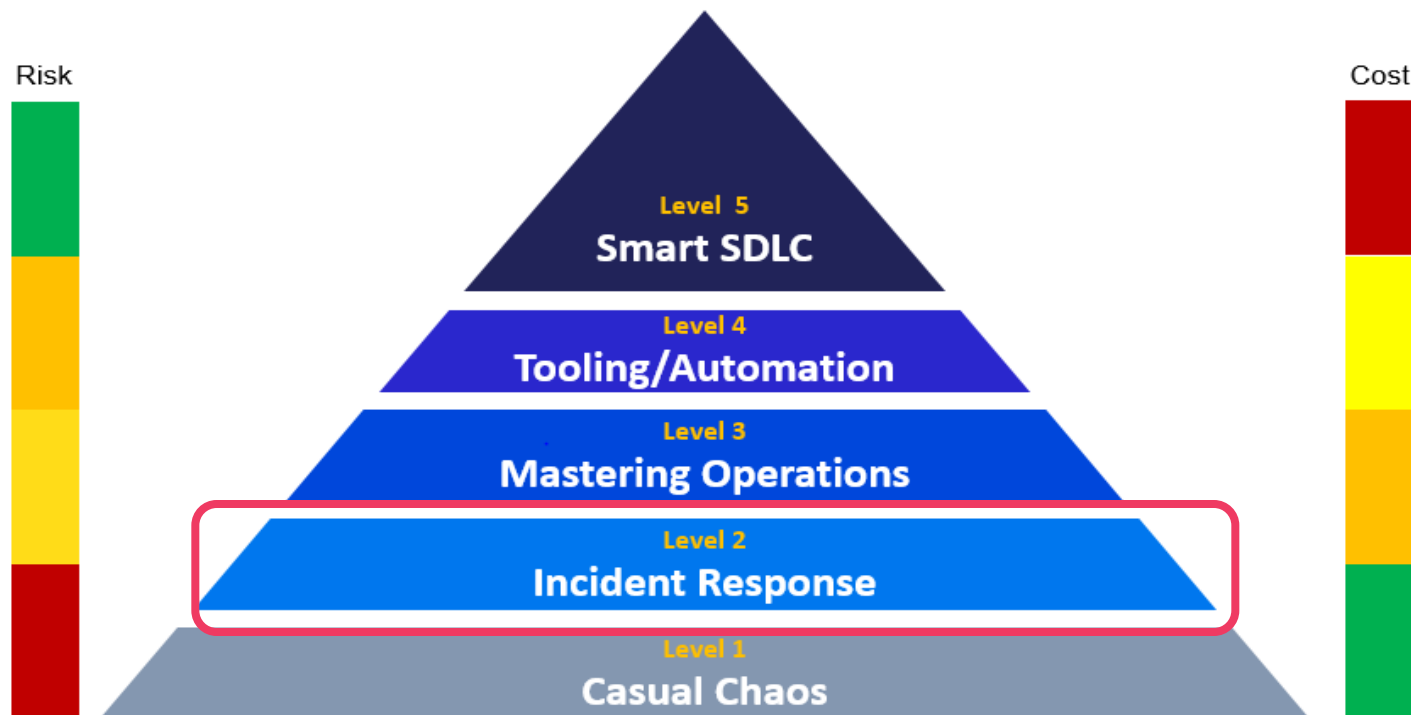 Risk
Cost
Level 5
Smart SDLC
Level 4
Tooling/Automation
Level 3
Mastering Operations
Level 2
Incident Response
Level 1
Casual Chaos